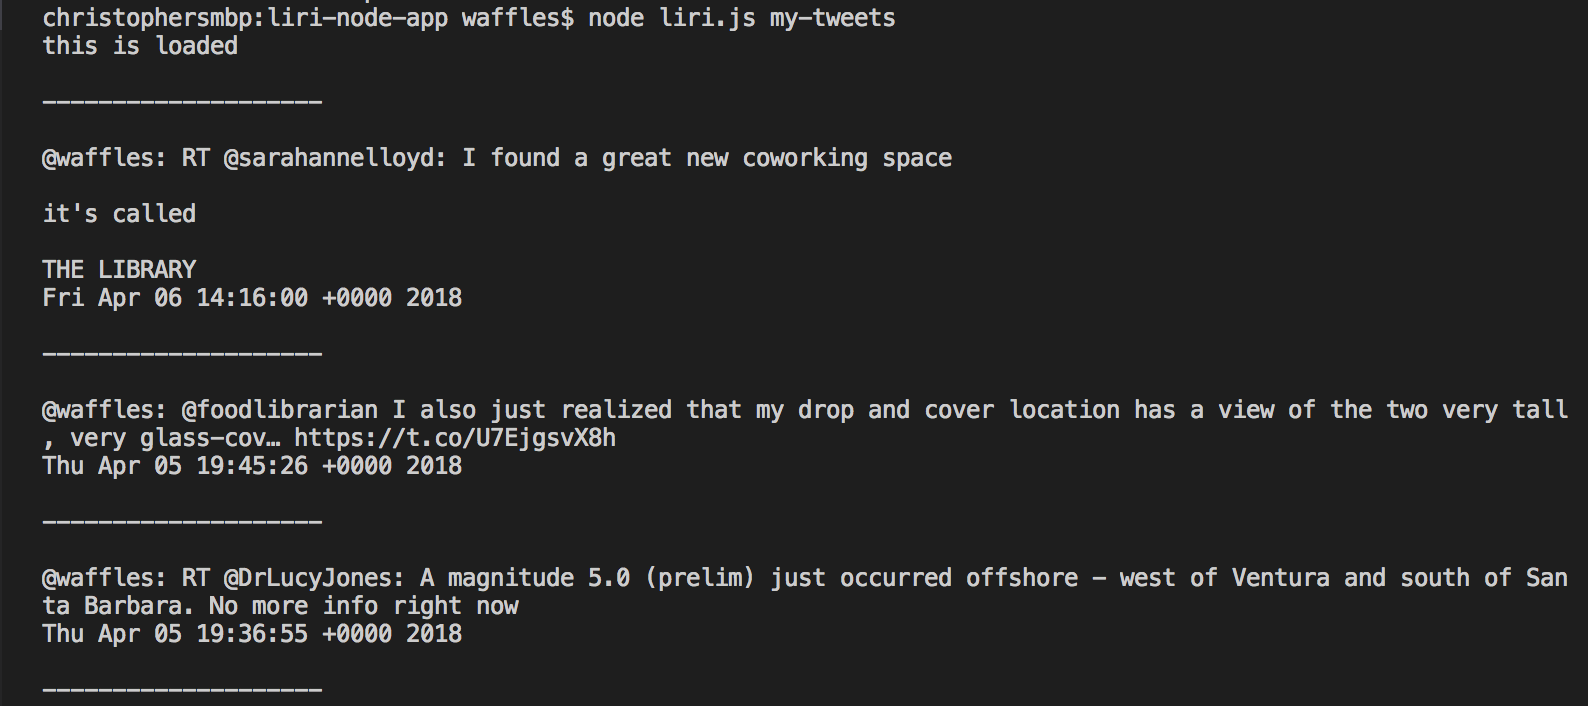 christophersmbp:liri-node-app waffles$ node liri.js my-tweets
this is loaded
--------------------
@waffles: RT @sarahannelloyd: I found a great new coworking space
it's called
THE LIBRARY
Fri Apr 06 14:16:00 +0000 2018
--------------------
@waffles: @foodlibrarian I also just realized that my drop and cover location has a view of the two very tall
, very glass-cov… https://t.co/U7EjgsvX8h
Thu Apr 05 19:45:26 +0000 2018
--------------------
@waffles: RT @DrLucyJones: A magnitude 5.0 (prelim) just occurred offshore - west of Ventura and south of San
ta Barbara. No more info right now
Thu Apr 05 19:36:55 +0000 2018
--------------------